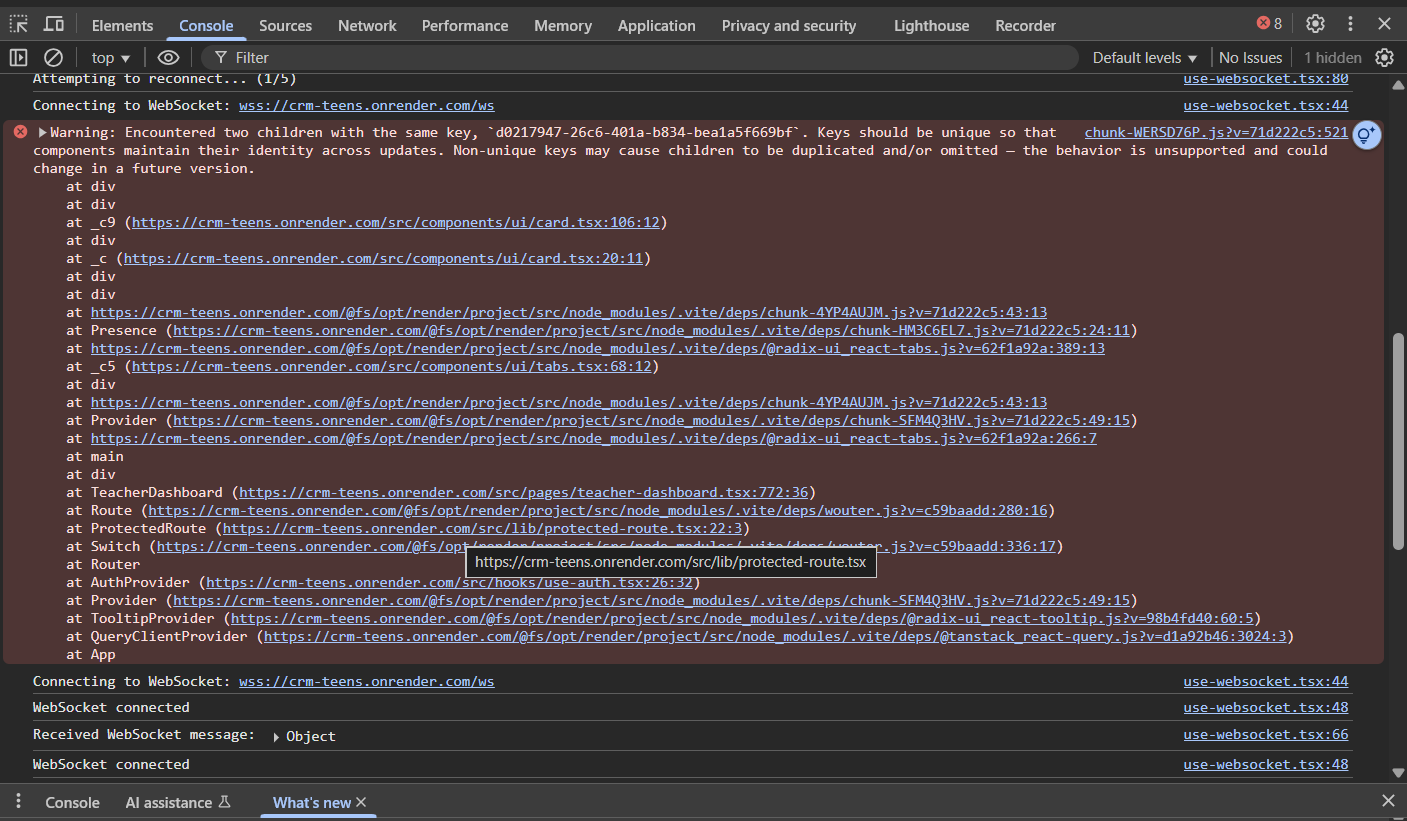 Elements Console Sources Network Performance Memory Application Privacy and security Lighthouse Recorder 8
top Filter Default levels No Issues 1 hidden
Attempting to reconnect... (1/5) use-websocket.tsx:80
Connecting to WebSocket: wss://crm-teens.onrender.com/ws use-websocket.tsx:44
Warning: Encountered two children with the same key, `d0217947-26c6-401a-b834-bea1a5f669bf`. Keys should be unique so that chunk-WERSD76P.js?v=71d222c5:521
components maintain their identity across updates. Non-unique keys may cause children to be duplicated and/or omitted — the behavior is unsupported and could
change in a future version.
at div
at div
at _c9 (https://crm-teens.onrender.com/src/components/ui/card.tsx:106:12)
at div
at _c (https://crm-teens.onrender.com/src/components/ui/card.tsx:20:11)
at div
at div
at https://crm-teens.onrender.com/@fs/opt/render/project/src/node_modules/.vite/deps/chunk-4YP4AUJM.js?v=71d222c5:43:13
at Presence (https://crm-teens.onrender.com/@fs/opt/render/project/src/node_modules/.vite/deps/chunk-HM3C6EL7.js?v=71d222c5:24:11)
at https://crm-teens.onrender.com/@fs/opt/render/project/src/node_modules/.vite/deps/@radix-ui_react-tabs.js?v=62f1a92a:389:13
at _c5 (https://crm-teens.onrender.com/src/components/ui/tabs.tsx:68:12)
at div
at https://crm-teens.onrender.com/@fs/opt/render/project/src/node_modules/.vite/deps/chunk-4YP4AUJM.js?v=71d222c5:43:13
at Provider (https://crm-teens.onrender.com/@fs/opt/render/project/src/node_modules/.vite/deps/chunk-SFM4Q3HV.js?v=71d222c5:49:15)
at https://crm-teens.onrender.com/@fs/opt/render/project/src/node_modules/.vite/deps/@radix-ui_react-tabs.js?v=62f1a92a:266:7
at main
at div
at TeacherDashboard (https://crm-teens.onrender.com/src/pages/teacher-dashboard.tsx:772:36)
at Route (https://crm-teens.onrender.com/@fs/opt/render/project/src/node_modules/.vite/deps/wouter.js?v=c59baadd:280:16)
at ProtectedRoute (https://crm-teens.onrender.com/src/lib/protected-route.tsx:22:3)
at Switch (https://crm-teens.onrender.com/@fs/opt/render/project/src/node_modules/.vite/deps/wouter.js?v=c59baadd:336:17)
https://crm-teens.onrender.com/src/lib/protected-route.tsx
at Router
at AuthProvider (https://crm-teens.onrender.com/src/hooks/use-auth.tsx:26:32)
at Provider (https://crm-teens.onrender.com/@fs/opt/render/project/src/node_modules/.vite/deps/chunk-SFM4Q3HV.js?v=71d222c5:49:15)
at TooltipProvider (https://crm-teens.onrender.com/@fs/opt/render/project/src/node_modules/.vite/deps/@radix-ui_react-tooltip.js?v=98b4fd40:60:5)
at QueryClientProvider (https://crm-teens.onrender.com/@fs/opt/render/project/src/node_modules/.vite/deps/@tanstack_react-query.js?v=d1a92b46:3024:3)
at App
Connecting to WebSocket: wss://crm-teens.onrender.com/ws use-websocket.tsx:44
WebSocket connected use-websocket.tsx:48
Received WebSocket message: Object use-websocket.tsx:66
WebSocket connected use-websocket.tsx:48
Console AI assistance What's new